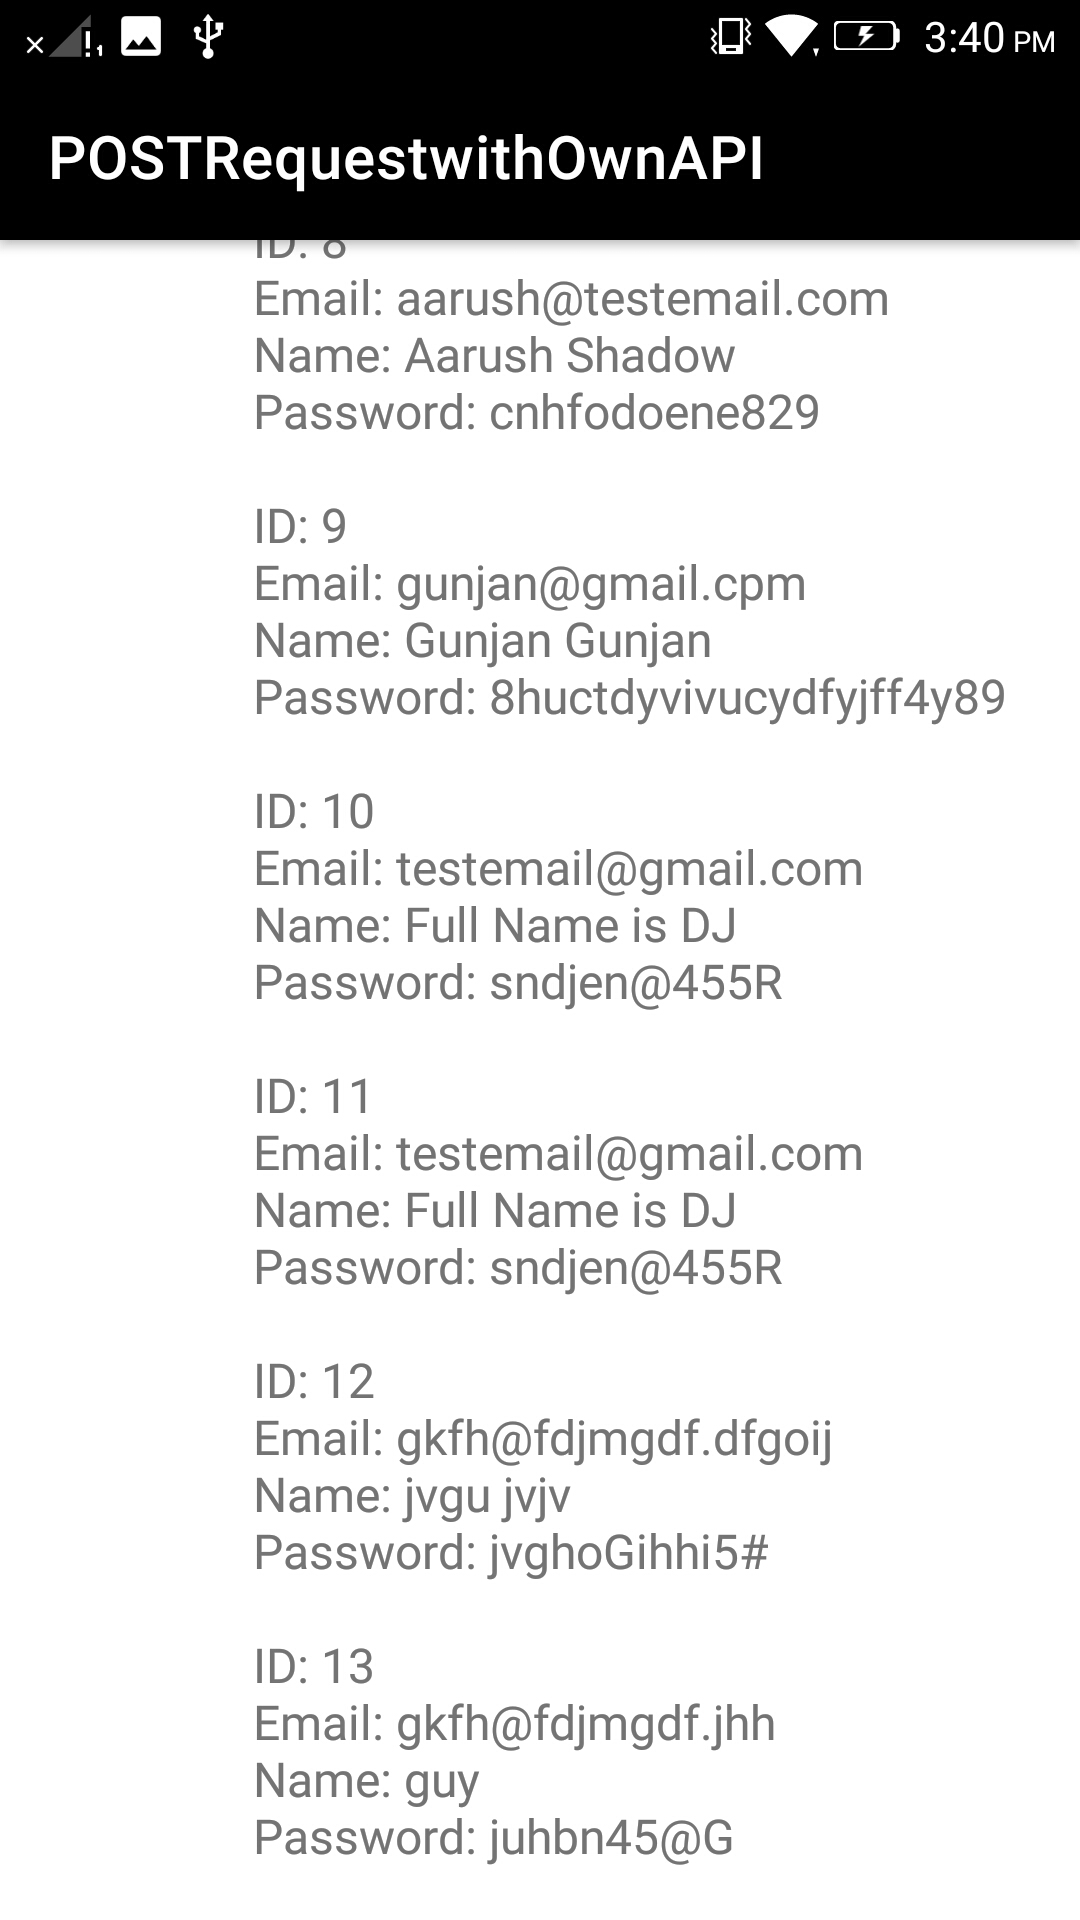 3:40 PM
POSTRequestwithOwnAPI
ID: 8
Email: aarush@testemail.com
Name: Aarush Shadow
Password: cnhfodoene829
ID: 9
Email: gunjan@gmail.cpm
Name: Gunjan Gunjan
Password: 8huctdyvivucydfyjff4y89
ID: 10
Email: testemail@gmail.com
Name: Full Name is DJ
Password: sndjen@455R
ID: 11
Email: testemail@gmail.com
Name: Full Name is DJ
Password: sndjen@455R
ID: 12
Email: gkfh@fdjmgdf.dfgoij
Name: jvgu jvjv
Password: jvghoGihhi5#
ID: 13
Email: gkfh@fdjmgdf.jhh
Name: guy
Password: juhbn45@G